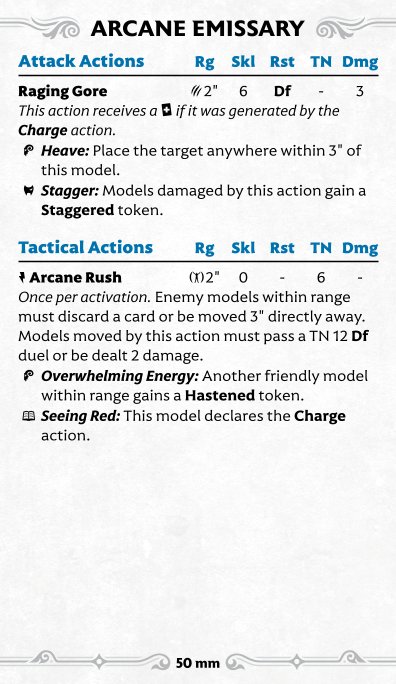 ARCANE EMISSARY
Attack Actions Rg Skl Rst TN Dmg
Raging Gore 2" 6 Df - 3
This action receives a if it was generated by the
Charge action.
Heave: Place the target anywhere within 3" of
this model.
Stagger: Models damaged by this action gain a
Staggered token.
Tactical Actions Rg Skl Rst TN Dmg
Arcane Rush 2" 0 - 6 -
Once per activation. Enemy models within range
must discard a card or be moved 3" directly away.
Models moved by this action must pass a TN 12 Df
duel or be dealt 2 damage.
Overwhelming Energy: Another friendly model
within range gains a Hastened token.
Seeing Red: This model declares the Charge
action.
50 mm